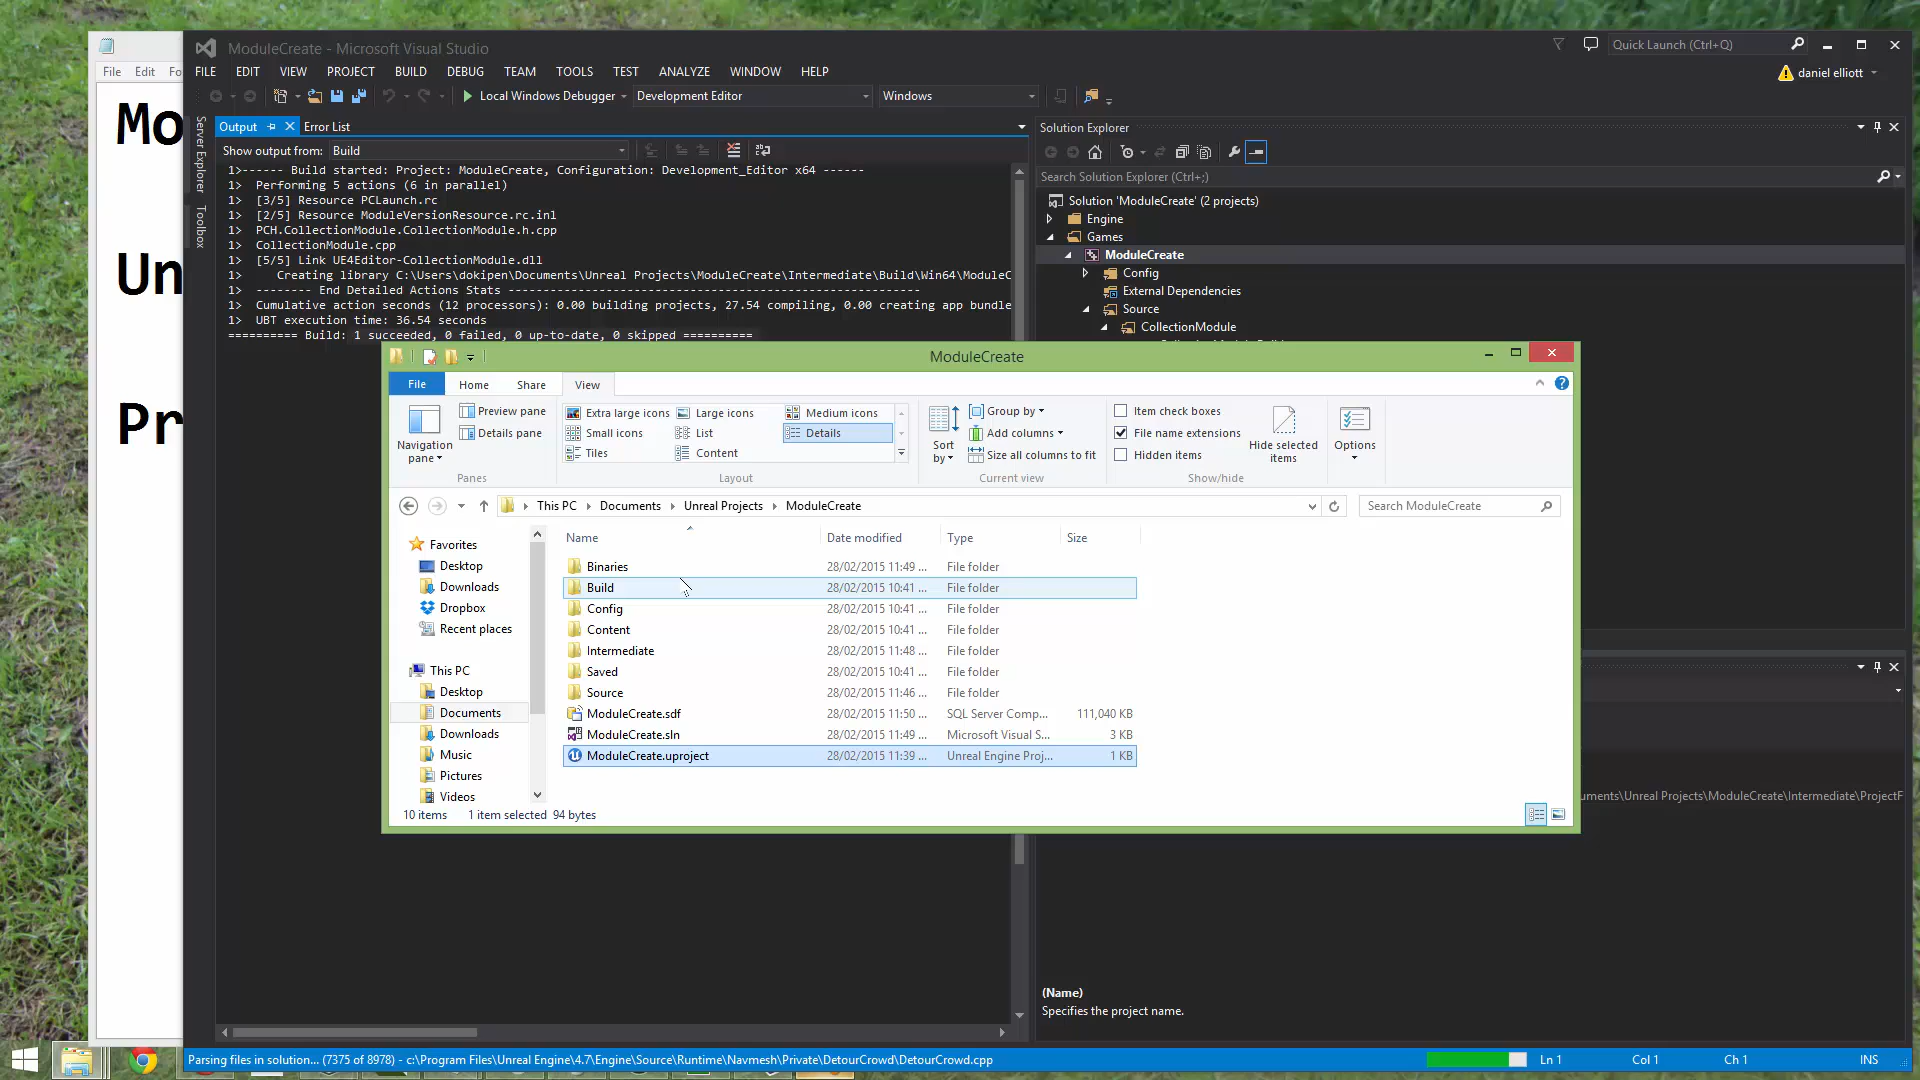 ModuleCreate - Microsoft Visual Studio
Quick Launch (Ctrl+Q)
File Edit Fo
FILE EDIT VIEW PROJECT BUILD DEBUG TEAM TOOLS TEST ANALYZE WINDOW HELP
daniel elliott
Local Windows Debugger Development Editor Windows
Mo
Un
Pr
Server Explorer
Toolbox
Output Error List
Show output from: Build
1>------ Build started: Project: ModuleCreate, Configuration: Development_Editor x64 ------
1> Performing 5 actions (6 in parallel)
1> [3/5] Resource PCLaunch.rc
1> [2/5] Resource ModuleVersionResource.rc.inl
1> PCH.CollectionModule.CollectionModule.h.cpp
1> CollectionModule.cpp
1> [5/5] Link UE4Editor-CollectionModule.dll
1> Creating library C:\Users\dokipen\Documents\Unreal Projects\ModuleCreate\Intermediate\Build\Win64\ModuleC
1> -------- End Detailed Actions Stats -----------------------------------------------------------
1> Cumulative action seconds (12 processors): 0.00 building projects, 27.54 compiling, 0.00 creating app bundle
1> UBT execution time: 36.54 seconds
========== Build: 1 succeeded, 0 failed, 0 up-to-date, 0 skipped ==========
Solution Explorer
Search Solution Explorer (Ctrl+;)
Solution 'ModuleCreate' (2 projects)
Engine
Games
ModuleCreate
Config
External Dependencies
Source
CollectionModule
ModuleCreate
File Home Share View
Navigation pane
Preview pane
Details pane
Panes
Extra large icons Large icons Medium icons
Small icons List Details
Tiles Content
Layout
Sort by
Group by
Add columns
Size all columns to fit
Current view
Item check boxes
File name extensions
Hidden items
Hide selected items
Show/hide
Options
This PC Documents Unreal Projects ModuleCreate
Search ModuleCreate
Favorites
Desktop
Downloads
Dropbox
Recent places
This PC
Desktop
Documents
Downloads
Music
Pictures
Videos
Name Date modified Type Size
Binaries 28/02/2015 11:49 ... File folder
Build 28/02/2015 10:41 ... File folder
Config 28/02/2015 10:41 ... File folder
Content 28/02/2015 10:41 ... File folder
Intermediate 28/02/2015 11:48 ... File folder
Saved 28/02/2015 10:41 ... File folder
Source 28/02/2015 11:46 ... File folder
ModuleCreate.sdf 28/02/2015 11:50 ... SQL Server Comp... 111,040 KB
ModuleCreate.sln 28/02/2015 11:49 ... Microsoft Visual S... 3 KB
ModuleCreate.uproject 28/02/2015 11:39 ... Unreal Engine Proj... 1 KB
10 items 1 item selected 94 bytes
uments\Unreal Projects\ModuleCreate\Intermediate\ProjectF
(Name)
Specifies the project name.
Parsing files in solution... (7375 of 8978) - c:\Program Files\Unreal Engine\4.7\Engine\Source\Runtime\Navmesh\Private\DetourCrowd\DetourCrowd.cpp
Ln 1 Col 1 Ch 1 INS